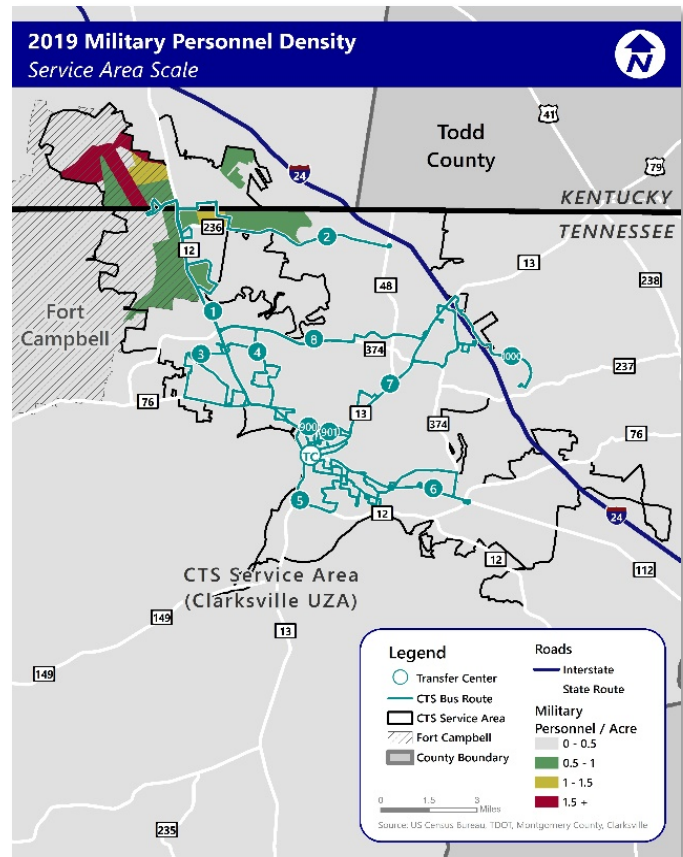 2019 Military Personnel Density
Service Area Scale
N
41
Todd
County
24
79
KENTUCKY
TENNESSEE
236
2
12
13
48
238
Fort
Campbell
1
8
3
4
374
237
7
76
13
900
901
374
76
TC
6
5
12
24
12
112
CTS Service Area
(Clarksville UZA)
149
13
149
235
Legend
Transfer Center
CTS Bus Route
CTS Service Area
Fort Campbell
County Boundary
0 1.5 3
Miles
Roads
Interstate
State Route
Military
Personnel / Acre
0 - 0.5
0.5 - 1
1 - 1.5
1.5 +
Source: US Census Bureau, TDOT, Montgomery County, Clarksville